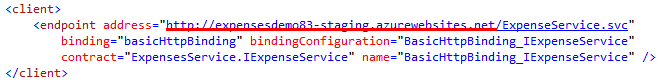 <client>
<endpoint address="http://expensesdemo83-staging.azurewebsites.net/ExpenseService.svc"
binding="basicHttpBinding" bindingConfiguration="BasicHttpBinding_IExpenseService"
contract="ExpensesService.IExpenseService" name="BasicHttpBinding_IExpenseService" />
</client>